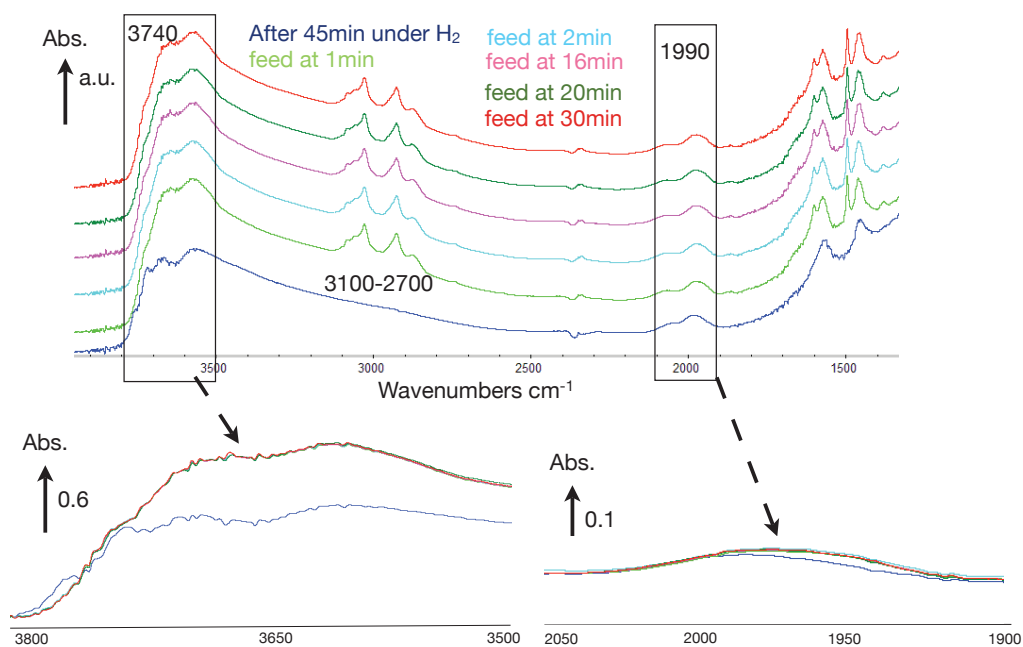 Abs.
a.u.
3740
After 45min under H2
feed at 1min
feed at 2min
feed at 16min
feed at 20min
feed at 30min
1990
3100-2700
3500
3000
2500
2000
1500
Wavenumbers cm-1
Abs.
0.6
3800
3650
3500
Abs.
0.1
2050
2000
1950
1900